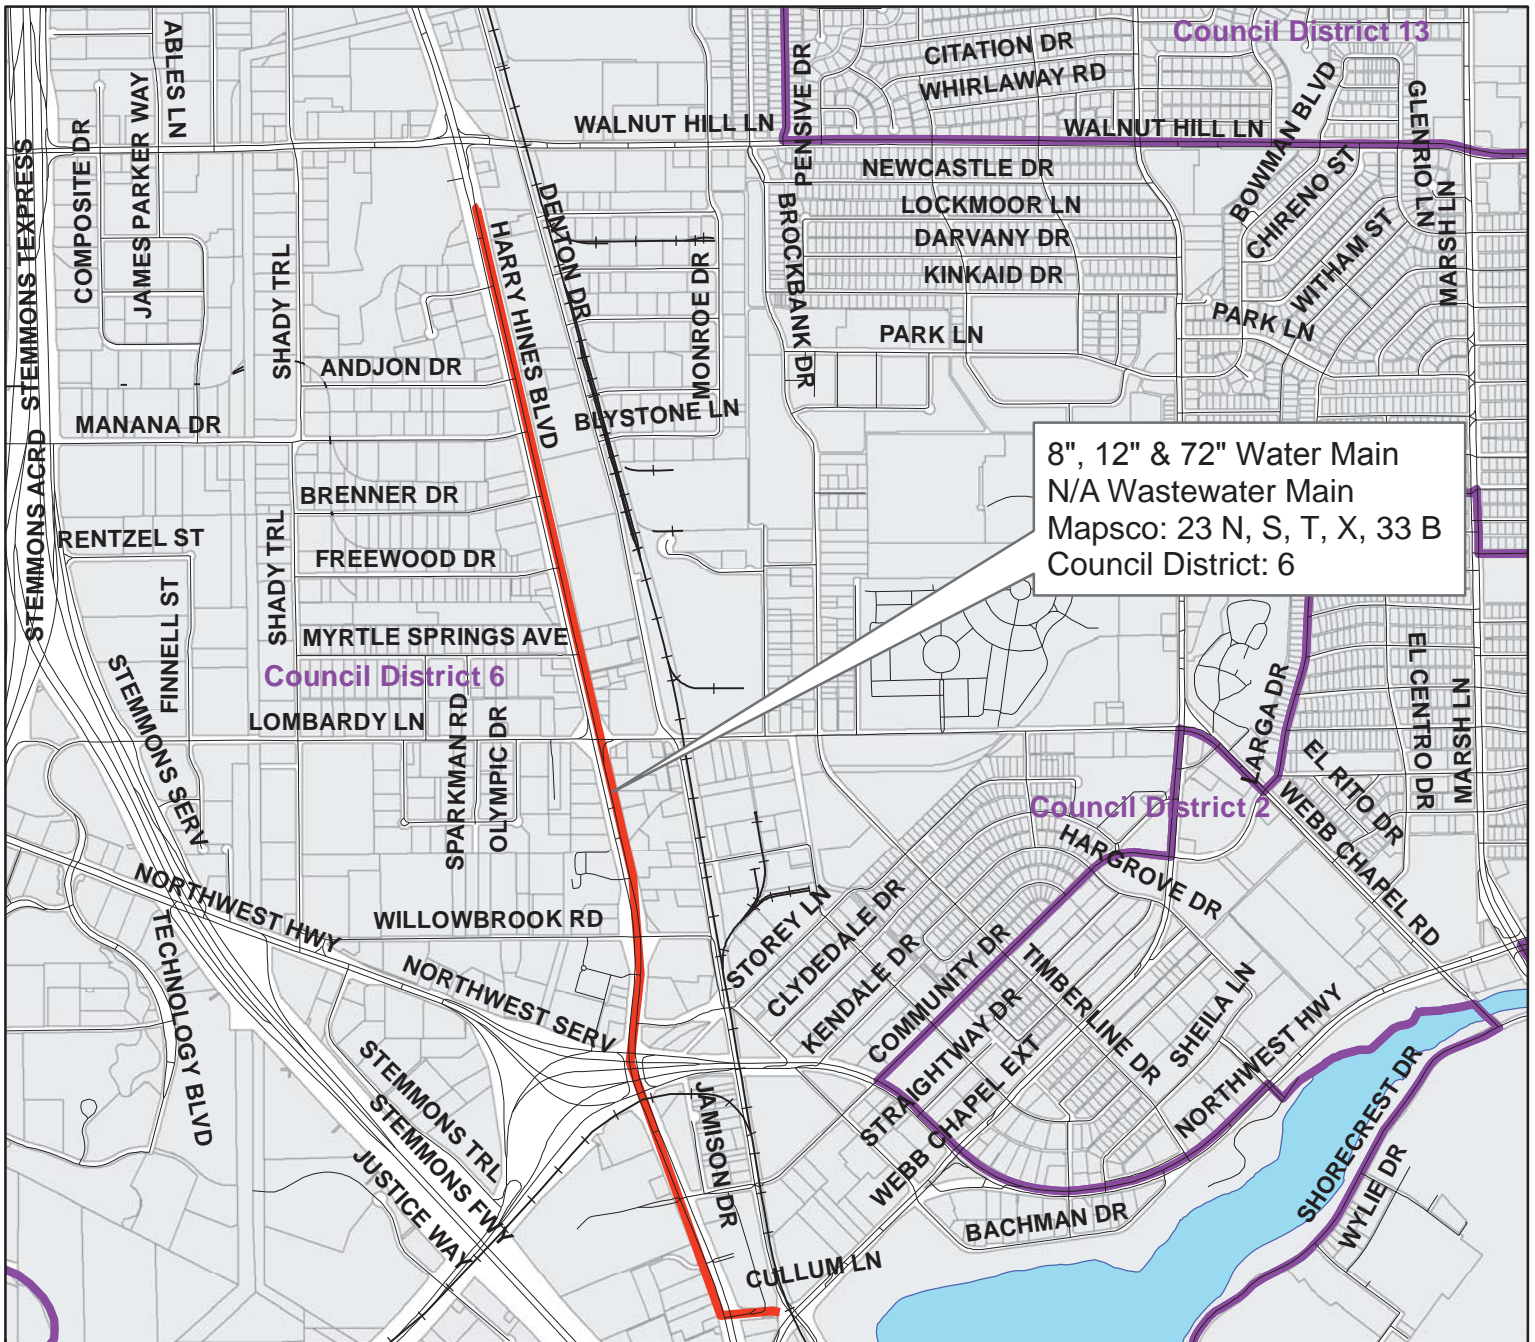 Council District 13
ABLES LN
CITATION DR
WHIRLAWAY RD
PENSIVE DR
BOWMAN BLVD
GLENRIO LN
JAMES PARKER WAY
COMPOSITE DR
WALNUT HILL LN
WALNUT HILL LN
STEMMONS TEXPRESS
NEWCASTLE DR
CHIRENO ST
LOCKMOOR LN
DENTON DR
BROCKBANK DR
MARSH LN
WITHAM ST
DARVANY DR
HARRY HINES BLVD
SHADY TRL
MONROE DR
KINKAID DR
PARK LN
PARK LN
ANDJON DR
BLYSTONE LN
MANANA DR
STEMMONS ACRD
8", 12" & 72" Water Main
N/A Wastewater Main
Mapsco: 23 N, S, T, X, 33 B
Council District: 6
BRENNER DR
RENTZEL ST
SHADY TRL
FREEWOOD DR
FINNELL ST
MYRTLE SPRINGS AVE
Council District 6
STEMMONS SERV
LOMBARDY LN
SPARKMAN RD
OLYMPIC DR
LARGA DR
EL CENTRO DR
MARSH LN
EL RITO DR
Council District 2
WEBB CHAPEL RD
HARGROVE DR
NORTHWEST HWY
WILLOWBROOK RD
STOREY LN
CLYDEDALE DR
KENDALE DR
COMMUNITY DR
TIMBERLINE DR
SHEILA LN
TECHNOLOGY BLVD
NORTHWEST SERV
STRAIGHTWAY DR
WEBB CHAPEL EXT
NORTHWEST HWY
STEMMONS TRL
STEMMONS FWY
JUSTICE WAY
JAMISON DR
SHORECREST DR
WYLIE DR
BACHMAN DR
CULLUM LN